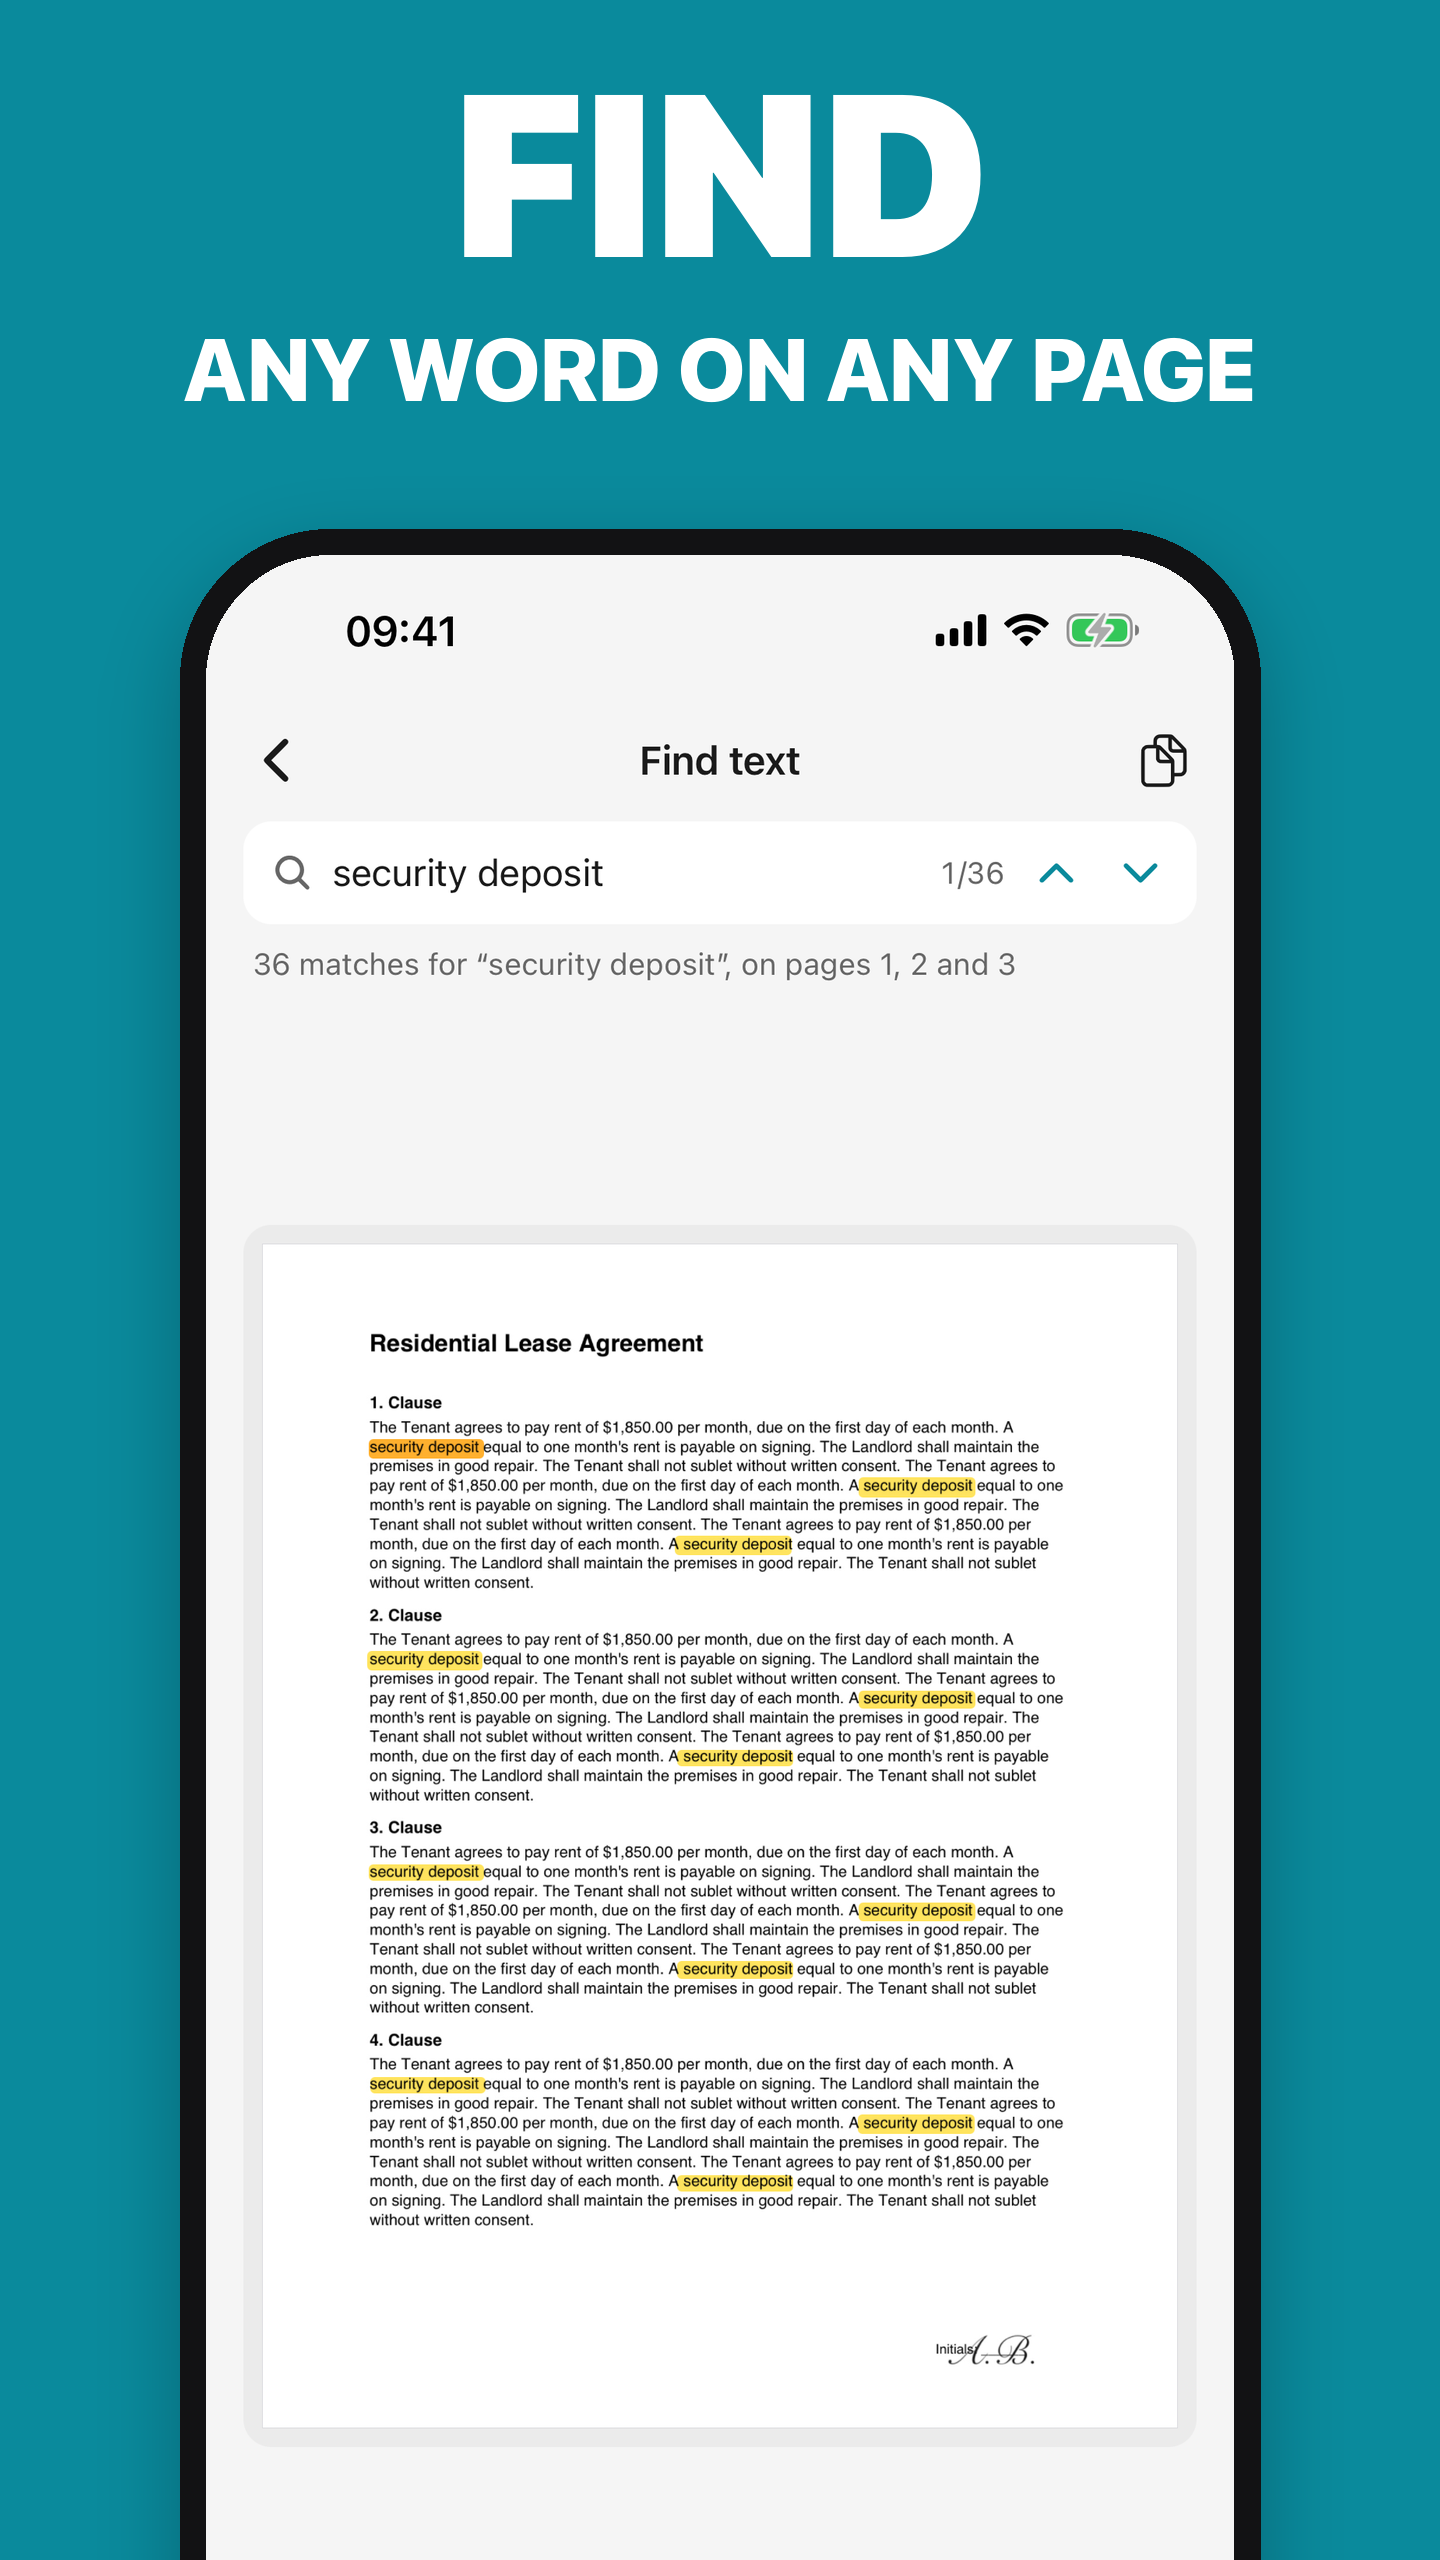 FIND
ANY WORD ON ANY PAGE
09:41
Find text
security deposit 1/36
36 matches for “security deposit”, on pages 1, 2 and 3
Residential Lease Agreement
1. Clause
The Tenant agrees to pay rent of $1,850.00 per month, due on the first day of each month. A
security deposit equal to one month's rent is payable on signing. The Landlord shall maintain the
premises in good repair. The Tenant shall not sublet without written consent. The Tenant agrees to
pay rent of $1,850.00 per month, due on the first day of each month. A security deposit equal to one
month's rent is payable on signing. The Landlord shall maintain the premises in good repair. The
Tenant shall not sublet without written consent. The Tenant agrees to pay rent of $1,850.00 per
month, due on the first day of each month. A security deposit equal to one month's rent is payable
on signing. The Landlord shall maintain the premises in good repair. The Tenant shall not sublet
without written consent.
2. Clause
The Tenant agrees to pay rent of $1,850.00 per month, due on the first day of each month. A
security deposit equal to one month's rent is payable on signing. The Landlord shall maintain the
premises in good repair. The Tenant shall not sublet without written consent. The Tenant agrees to
pay rent of $1,850.00 per month, due on the first day of each month. A security deposit equal to one
month's rent is payable on signing. The Landlord shall maintain the premises in good repair. The
Tenant shall not sublet without written consent. The Tenant agrees to pay rent of $1,850.00 per
month, due on the first day of each month. A security deposit equal to one month's rent is payable
on signing. The Landlord shall maintain the premises in good repair. The Tenant shall not sublet
without written consent.
3. Clause
The Tenant agrees to pay rent of $1,850.00 per month, due on the first day of each month. A
security deposit equal to one month's rent is payable on signing. The Landlord shall maintain the
premises in good repair. The Tenant shall not sublet without written consent. The Tenant agrees to
pay rent of $1,850.00 per month, due on the first day of each month. A security deposit equal to one
month's rent is payable on signing. The Landlord shall maintain the premises in good repair. The
Tenant shall not sublet without written consent. The Tenant agrees to pay rent of $1,850.00 per
month, due on the first day of each month. A security deposit equal to one month's rent is payable
on signing. The Landlord shall maintain the premises in good repair. The Tenant shall not sublet
without written consent.
4. Clause
The Tenant agrees to pay rent of $1,850.00 per month, due on the first day of each month. A
security deposit equal to one month's rent is payable on signing. The Landlord shall maintain the
premises in good repair. The Tenant shall not sublet without written consent. The Tenant agrees to
pay rent of $1,850.00 per month, due on the first day of each month. A security deposit equal to one
month's rent is payable on signing. The Landlord shall maintain the premises in good repair. The
Tenant shall not sublet without written consent. The Tenant agrees to pay rent of $1,850.00 per
month, due on the first day of each month. A security deposit equal to one month's rent is payable
on signing. The Landlord shall maintain the premises in good repair. The Tenant shall not sublet
without written consent.
Initials: A. B.